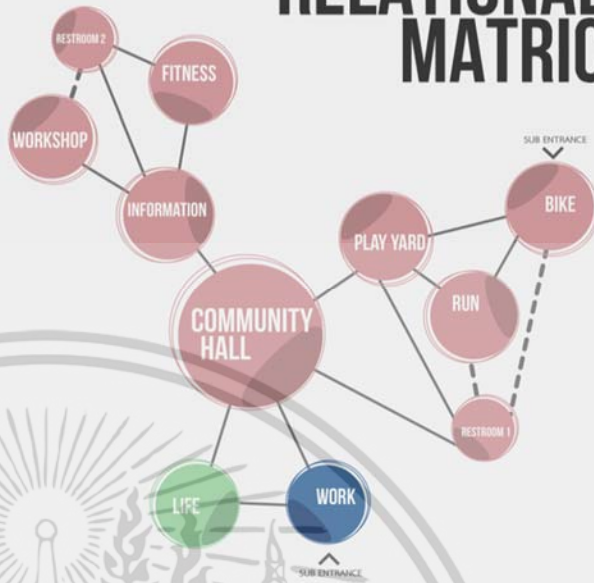 RELATIONAL
MATRIC
RESTROOM 2
FITNESS
WORKSHOP
INFORMATION
SUB ENTRANCE
BIKE
PLAY YARD
RUN
COMMUNITY
HALL
RESTROOM 1
LIFE
WORK
SUB ENTRANCE